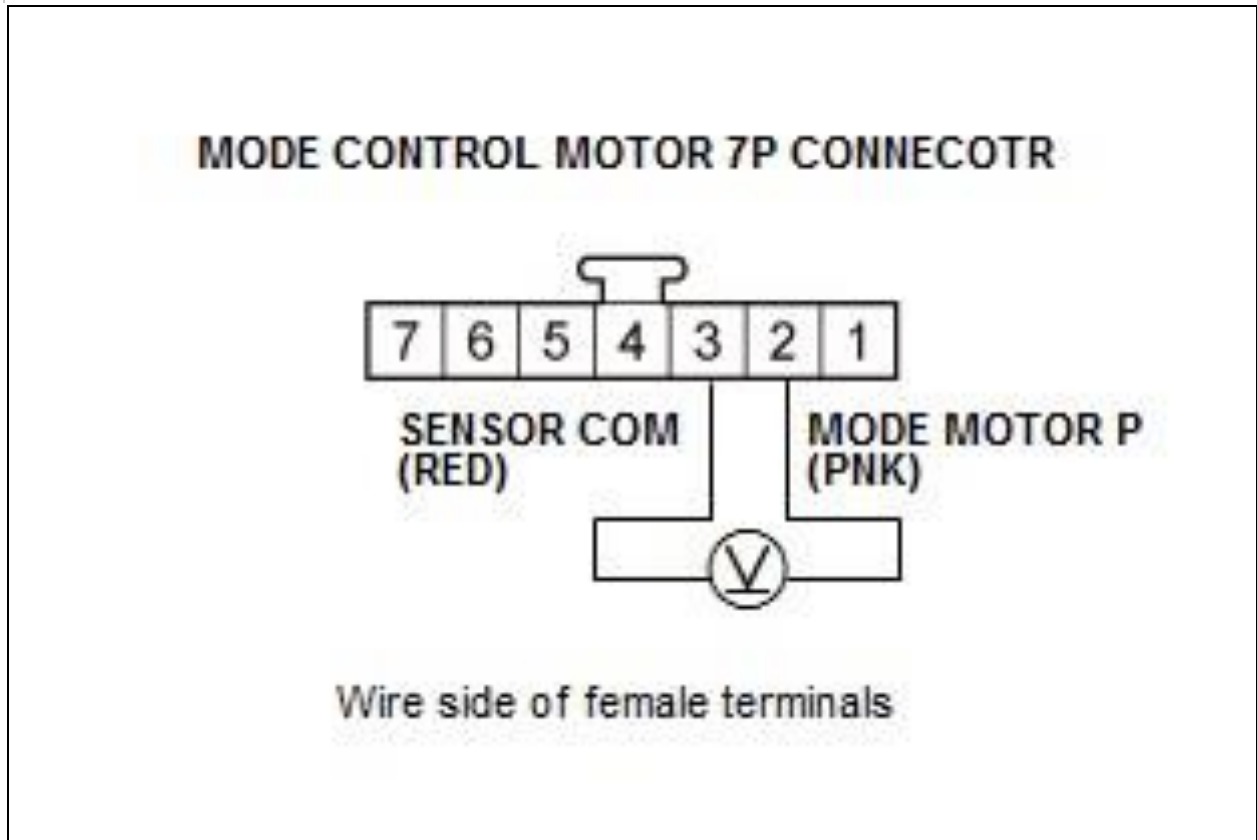 MODE CONTROL MOTOR 7P CONNECOTR
7 6 5 4 3 2 1
SENSOR COM
(RED)
MODE MOTOR P
(PNK)
V
Wire side of female terminals